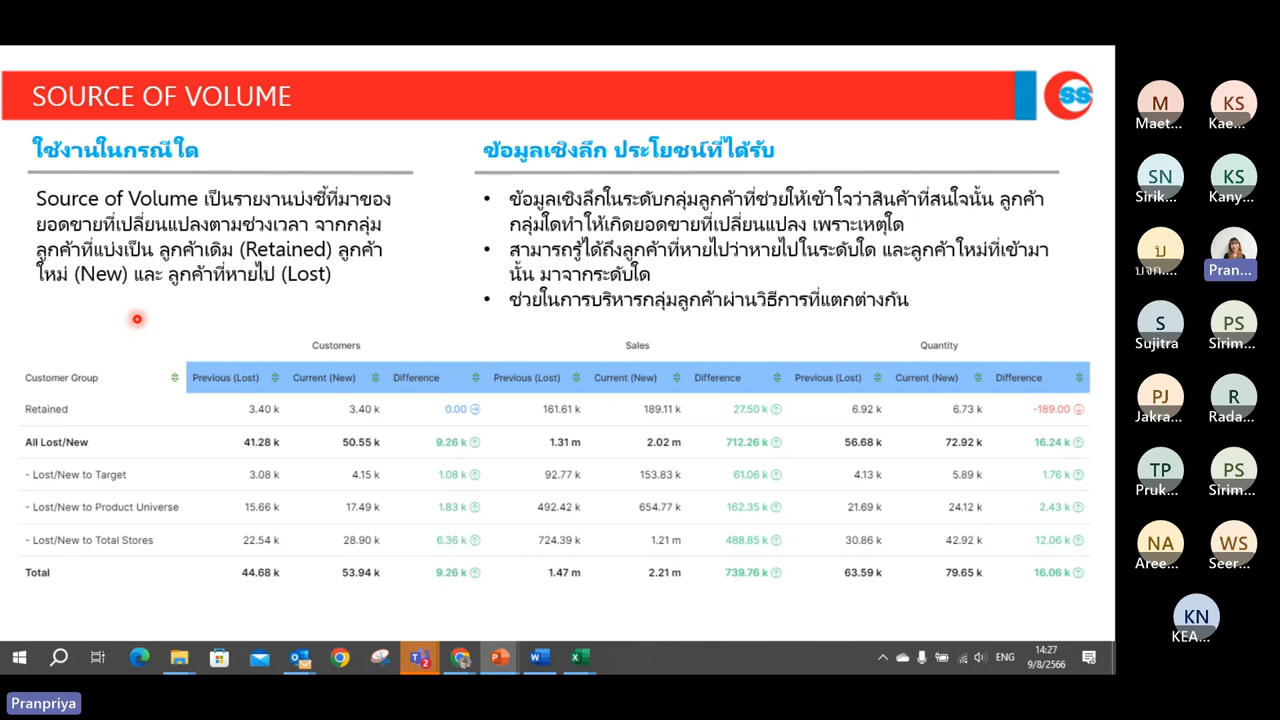 SOURCE OF VOLUME
SS
ใช้งานในกรณีใด
Source of Volume เป็นรายงานบ่งชี้ที่มาของ
ยอดขายที่เปลี่ยนแปลงตามช่วงเวลา จากกลุ่ม
ลูกค้าที่แบ่งเป็น ลูกค้าเดิม (Retained) ลูกค้า
ใหม่ (New) และ ลูกค้าที่หายไป (Lost)
ข้อมูลเชิงลึก ประโยชน์ที่ได้รับ
• ข้อมูลเชิงลึกในระดับกลุ่มลูกค้าที่ช่วยให้เข้าใจว่าสินค้าที่สนใจนั้น ลูกค้า
กลุ่มใดทำให้เกิดยอดขายที่เปลี่ยนแปลง เพราะเหตุใด
• สามารถรู้ได้ถึงลูกค้าที่หายไปว่าหายไปในระดับใด และลูกค้าใหม่ที่เข้ามา
นั้น มาจากระดับใด
• ช่วยในการบริหารกลุ่มลูกค้าผ่านวิธีการที่แตกต่างกัน
Customers Sales Quantity
Customer Group Previous (Lost) Current (New) Difference Previous (Lost) Current (New) Difference Previous (Lost) Current (New) Difference
Retained 3.40 k 3.40 k 0.00 161.61 k 189.11 k 27.50 k 6.92 k 6.73 k -189.00
All Lost/New 41.28 k 50.55 k 9.26 k 1.31 m 2.02 m 712.26 k 56.68 k 72.92 k 16.24 k
- Lost/New to Target 3.08 k 4.15 k 1.08 k 92.77 k 153.83 k 61.06 k 4.13 k 5.89 k 1.76 k
- Lost/New to Product Universe 15.66 k 17.49 k 1.83 k 492.42 k 654.77 k 162.35 k 21.69 k 24.12 k 2.43 k
- Lost/New to Total Stores 22.54 k 28.90 k 6.36 k 724.39 k 1.21 m 488.85 k 30.86 k 42.92 k 12.06 k
Total 44.68 k 53.94 k 9.26 k 1.47 m 2.21 m 739.76 k 63.59 k 79.65 k 16.06 k
M KS
Maet... Kae...
SN KS
Sirik... Kany...
บ
บจก.... Pran...
S PS
Sujitra Sirim...
PJ R
Jakra... Rada...
TP PS
Pruk... Sirim...
NA WS
Aree... Seer...
KN
KEA...
2
ENG
14:27
9/8/2566
Pranpriya